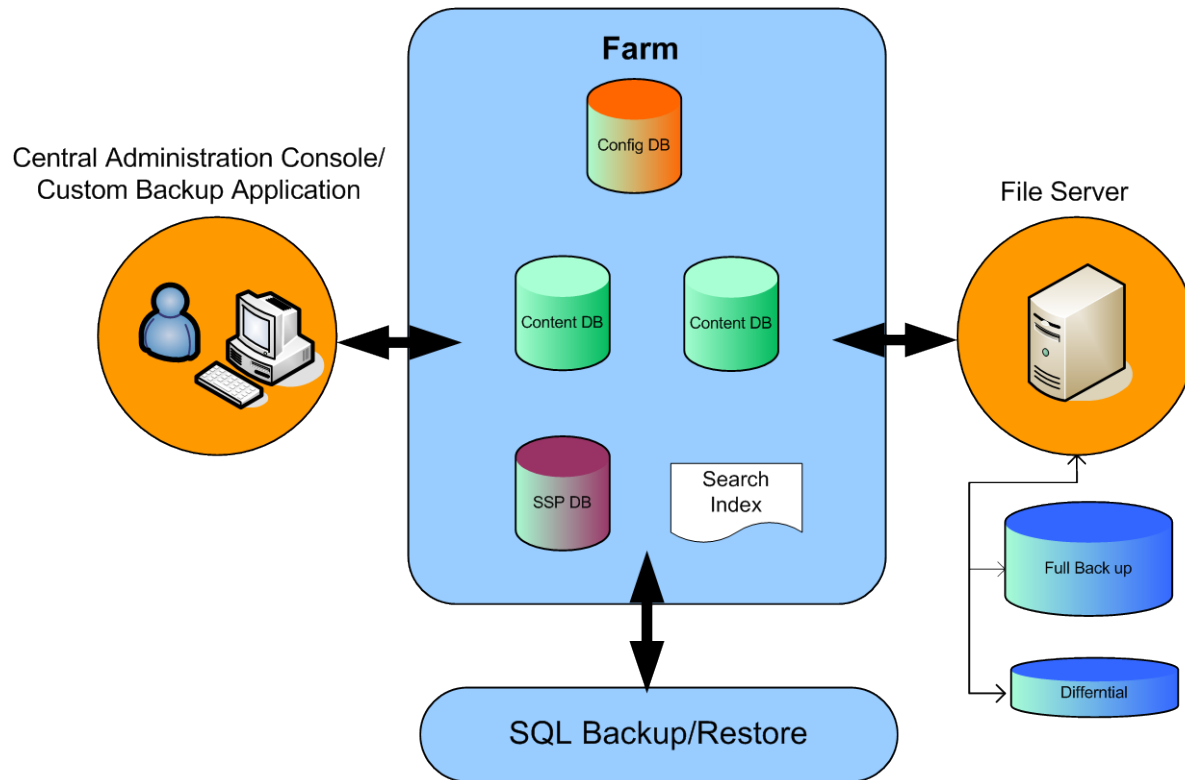 Farm
Config DB
Central Administration Console/
Custom Backup Application
File Server
Content DB
Content DB
SSP DB
Search
Index
Full Back up
Differntial
SQL Backup/Restore